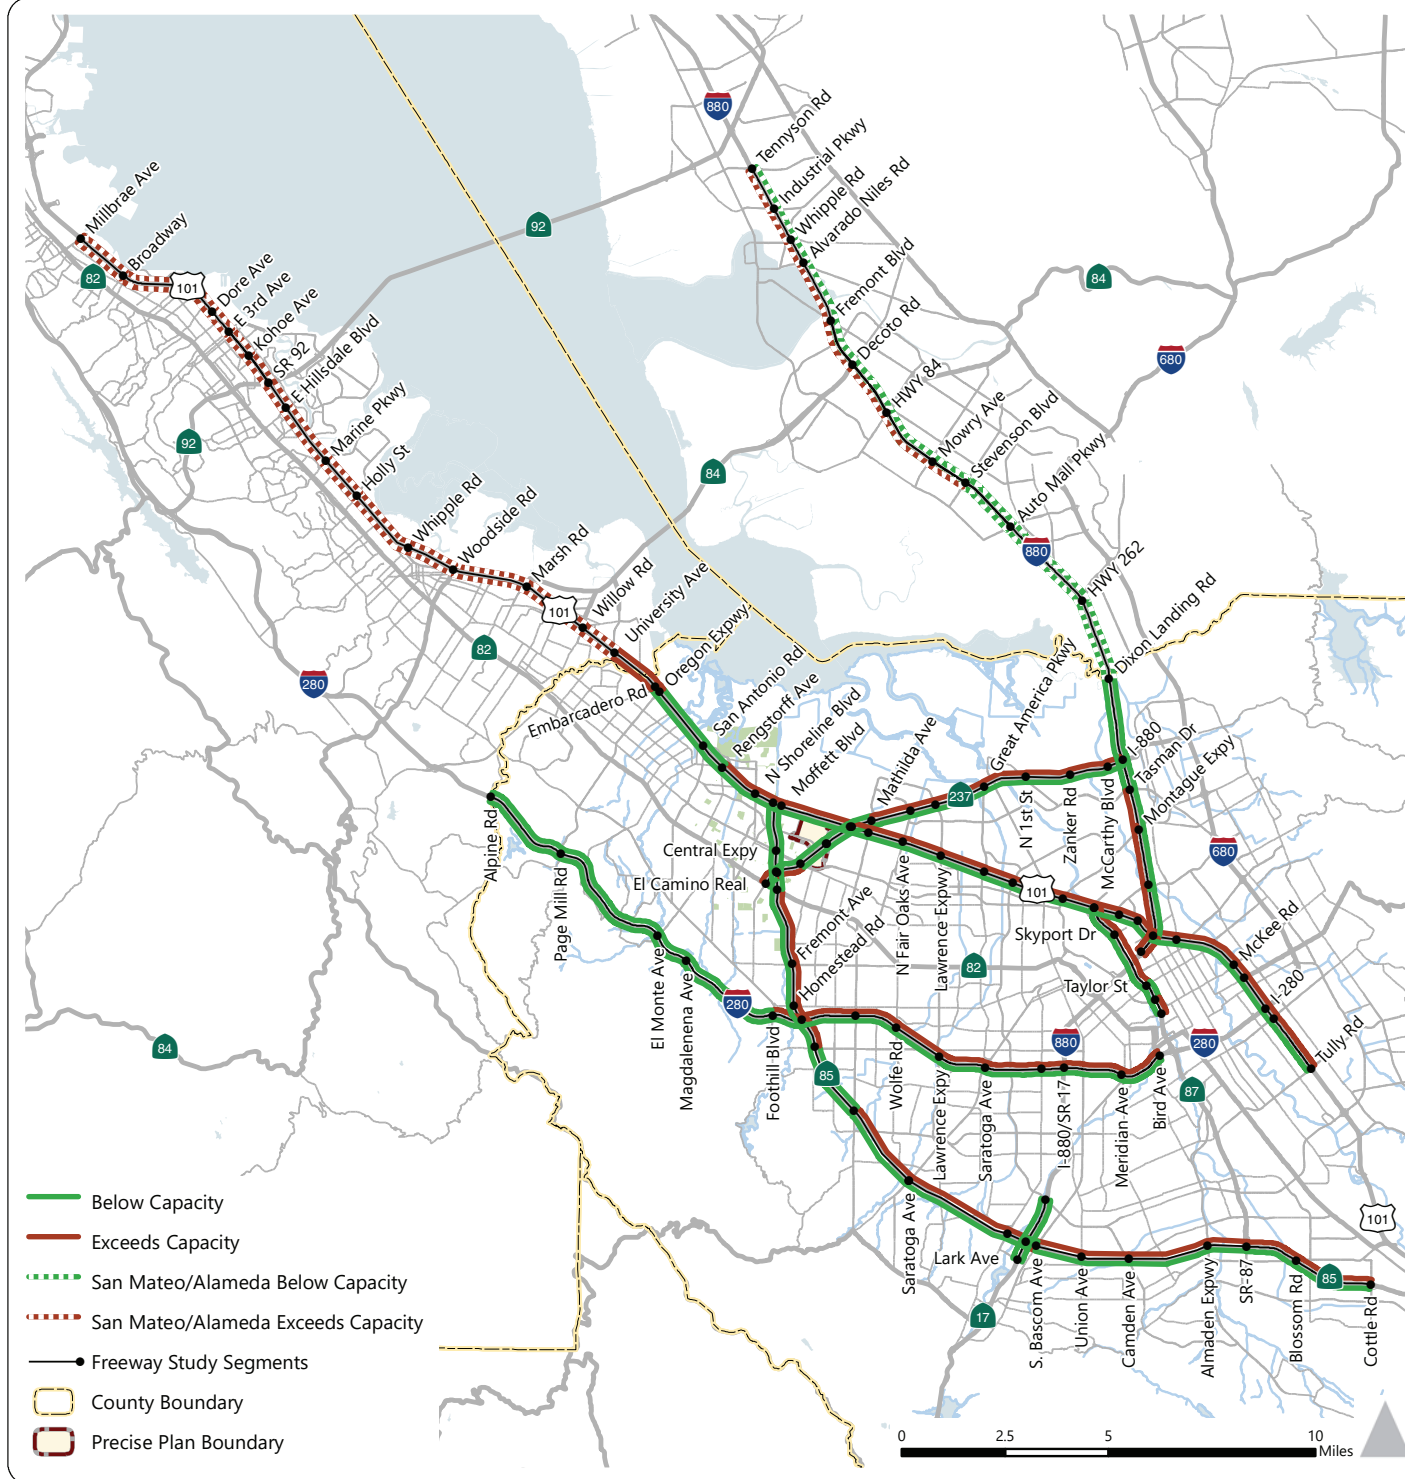 880
Tennyson Rd
Industrial Pkwy
Whipple Rd
Alvarado Niles Rd
Fremont Blvd
Decoto Rd
HWY 84
Mowry Ave
Stevenson Blvd
Auto Mall Pkwy
880
HWY 262
Dixon Landing Rd
92
84
680
84
Millbrae Ave
Broadway
82
101
Dore Ave
E 3rd Ave
Kohoe Ave
SR 92
E Hillsdale Blvd
92
Marine Pkwy
Holly St
Whipple Rd
Woodside Rd
Marsh Rd
101
Willow Rd
University Ave
82
280
Embarcadero Rd
Oregon Expwy
San Antonio Rd
Rengstorff Ave
N Shoreline Blvd
Moffett Blvd
Mathilda Ave
Great America Pkwy
237
I-880
Tasman Dr
Montague Expy
N 1st St
Zanker Rd
McCarthy Blvd
680
Central Expy
El Camino Real
Alpine Rd
Page Mill Rd
El Monte Ave
Magdalenena Ave
280
Foothill Blvd
Fremont Ave
Homestead Rd
N Fair Oaks Ave
Lawrence Expwy
101
Skyport Dr
82
Taylor St
McKee Rd
I-280
Tully Rd
880
280
87
84
85
Wolfe Rd
Lawrence Expy
Saratoga Ave
I-880/SR 17
Meridian Ave
Bird Ave
Saratoga Ave
Lark Ave
17
S. Bascom Ave
Union Ave
Camden Ave
Almaden Expwy
SR-87
Blossom Rd
85
Cottle Rd
101
Below Capacity
Exceeds Capacity
San Mateo/Alameda Below Capacity
San Mateo/Alameda Exceeds Capacity
Freeway Study Segments
County Boundary
Precise Plan Boundary
0 2.5 5 10
Miles